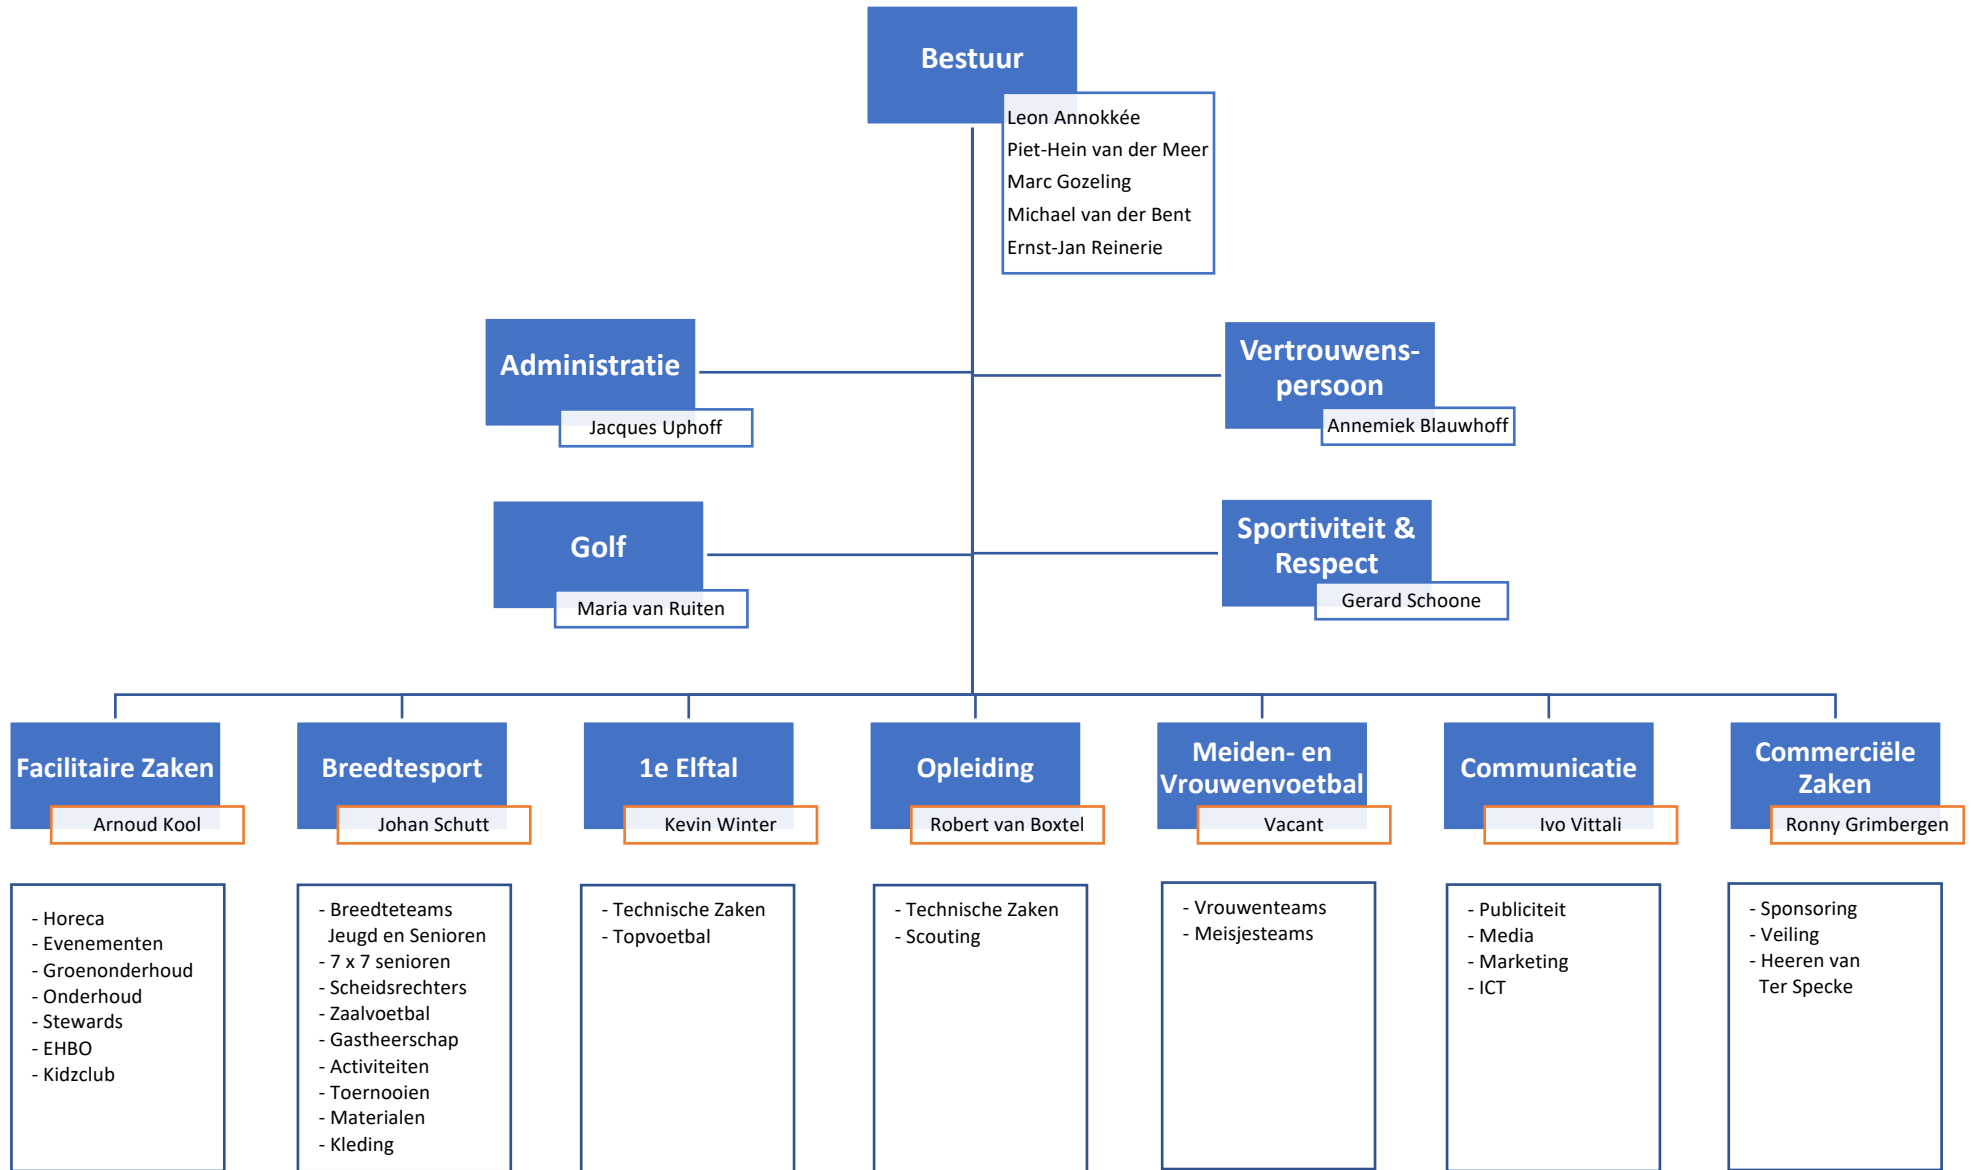 Bestuur
Leon Annokkée
Piet-Hein van der Meer
Marc Gozeling
Michael van der Bent
Ernst-Jan Reinerie
Administratie
Jacques Uphoff
Vertrouwens-
persoon
Annemiek Blauwhoff
Golf
Maria van Ruiten
Sportiviteit &
Respect
Gerard Schoone
Facilitaire Zaken
Arnoud Kool
- Horeca
- Evenementen
- Groenonderhoud
- Onderhoud
- Stewards
- EHBO
- Kidzclub
Breedtesport
Johan Schutt
- Breedteteams
Jeugd en Senioren
- 7 x 7 senioren
- Scheidsrechters
- Zaalvoetbal
- Gastheerschap
- Activiteiten
- Toernooien
- Materialen
- Kleding
1e Elftal
Kevin Winter
- Technische Zaken
- Topvoetbal
Opleiding
Robert van Boxtel
- Technische Zaken
- Scouting
Meiden- en
Vrouwenvoetbal
Vacant
- Vrouwenteams
- Meisjesteams
Communicatie
Ivo Vittali
- Publiciteit
- Media
- Marketing
- ICT
Commerciële
Zaken
Ronny Grimbergen
- Sponsoring
- Veiling
- Heeren van
Ter Specke